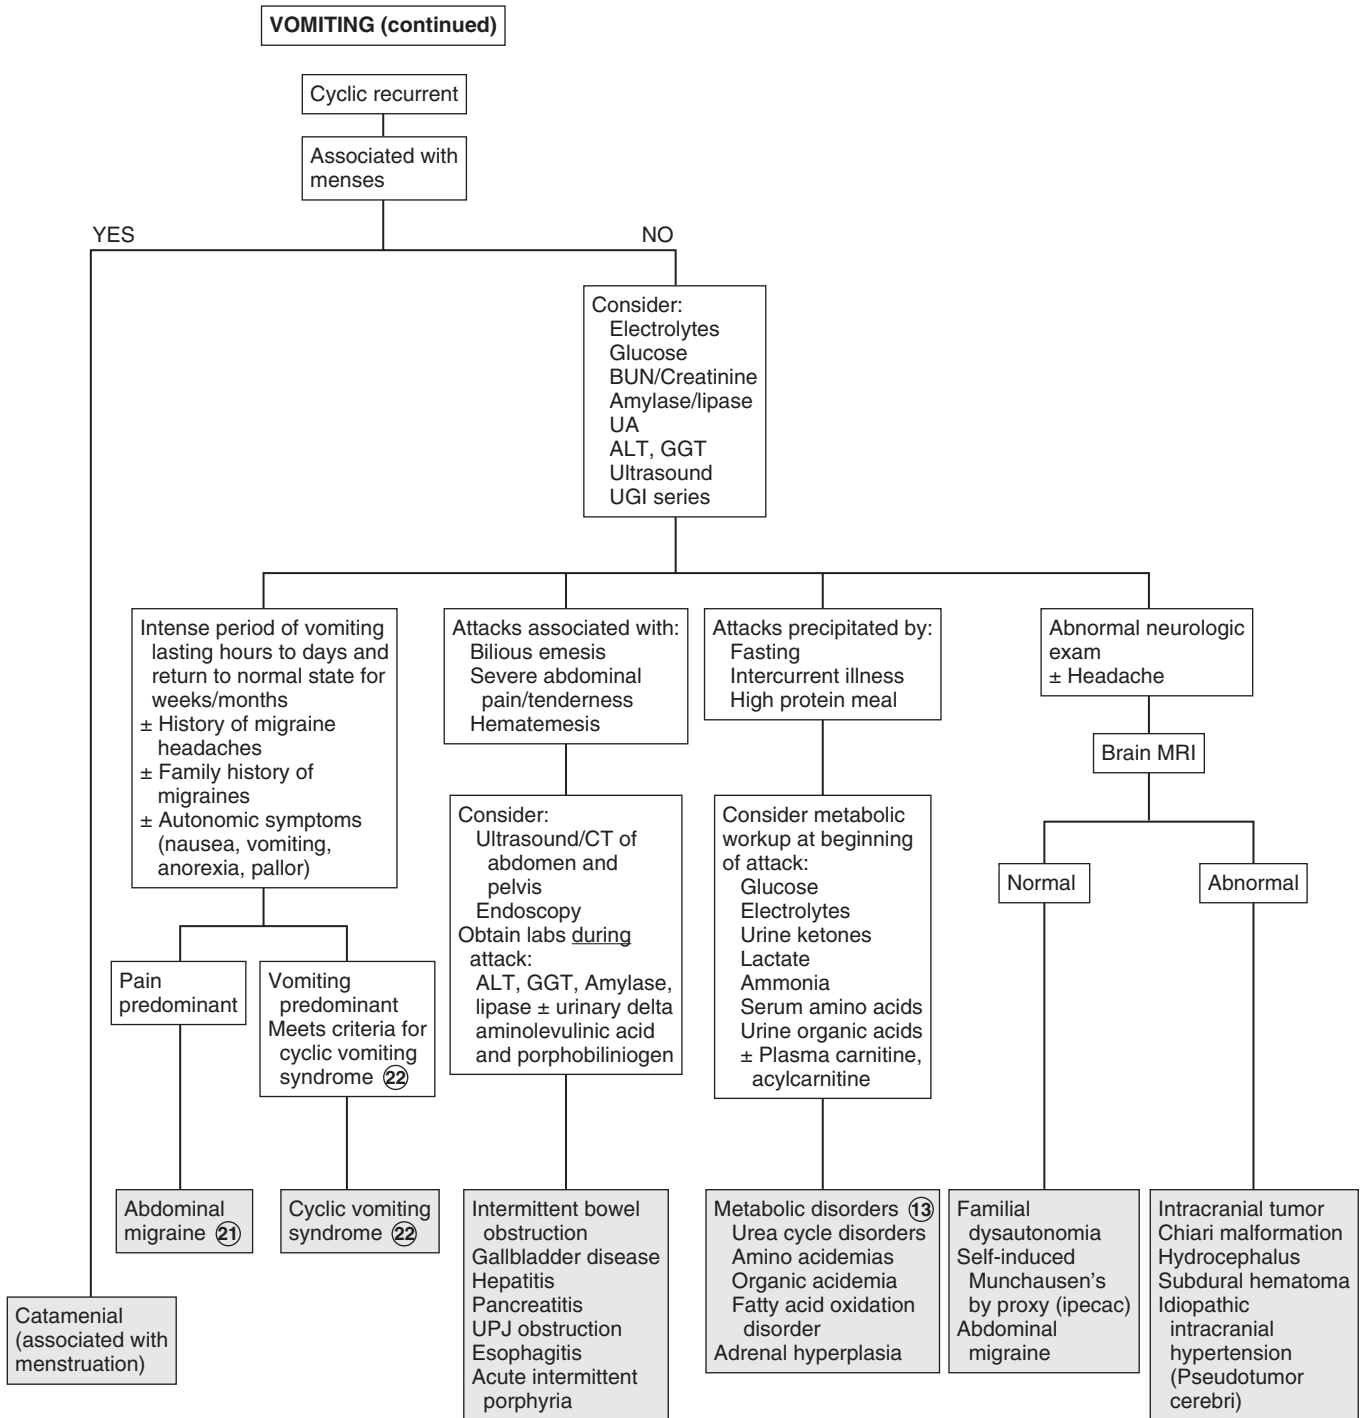 VOMITING (continued)
Cyclic recurrent
Associated with
menses
YES
NO
Consider:
Electrolytes
Glucose
BUN/Creatinine
Amylase/lipase
UA
ALT, GGT
Ultrasound
UGI series
Intense period of vomiting
lasting hours to days and
return to normal state for
weeks/months
± History of migraine
headaches
± Family history of
migraines
± Autonomic symptoms
(nausea, vomiting,
anorexia, pallor)
Attacks associated with:
Bilious emesis
Severe abdominal
pain/tenderness
Hematemesis
Attacks precipitated by:
Fasting
Intercurrent illness
High protein meal
Abnormal neurologic
exam
± Headache
Brain MRI
Consider:
Ultrasound/CT of
abdomen and
pelvis
Endoscopy
Obtain labs during
attack:
ALT, GGT, Amylase,
lipase ± urinary delta
aminolevulinic acid
and porphobiliniogen
Consider metabolic
workup at beginning
of attack:
Glucose
Electrolytes
Urine ketones
Lactate
Ammonia
Serum amino acids
Urine organic acids
± Plasma carnitine,
acylcarnitine
Normal
Abnormal
Pain
predominant
Vomiting
predominant
Meets criteria for
cyclic vomiting
syndrome 22
Abdominal
migraine 21
Cyclic vomiting
syndrome 22
Intermittent bowel
obstruction
Gallbladder disease
Hepatitis
Pancreatitis
UPJ obstruction
Esophagitis
Acute intermittent
porphyria
Metabolic disorders 13
Urea cycle disorders
Amino acidemias
Organic acidemia
Fatty acid oxidation
disorder
Adrenal hyperplasia
Familial
dysautonomia
Self-induced
Munchausen's
by proxy (ipecac)
Abdominal
migraine
Intracranial tumor
Chiari malformation
Hydrocephalus
Subdural hematoma
Idiopathic
intracranial
hypertension
(Pseudotumor
cerebri)
Catamenial
(associated with
menstruation)